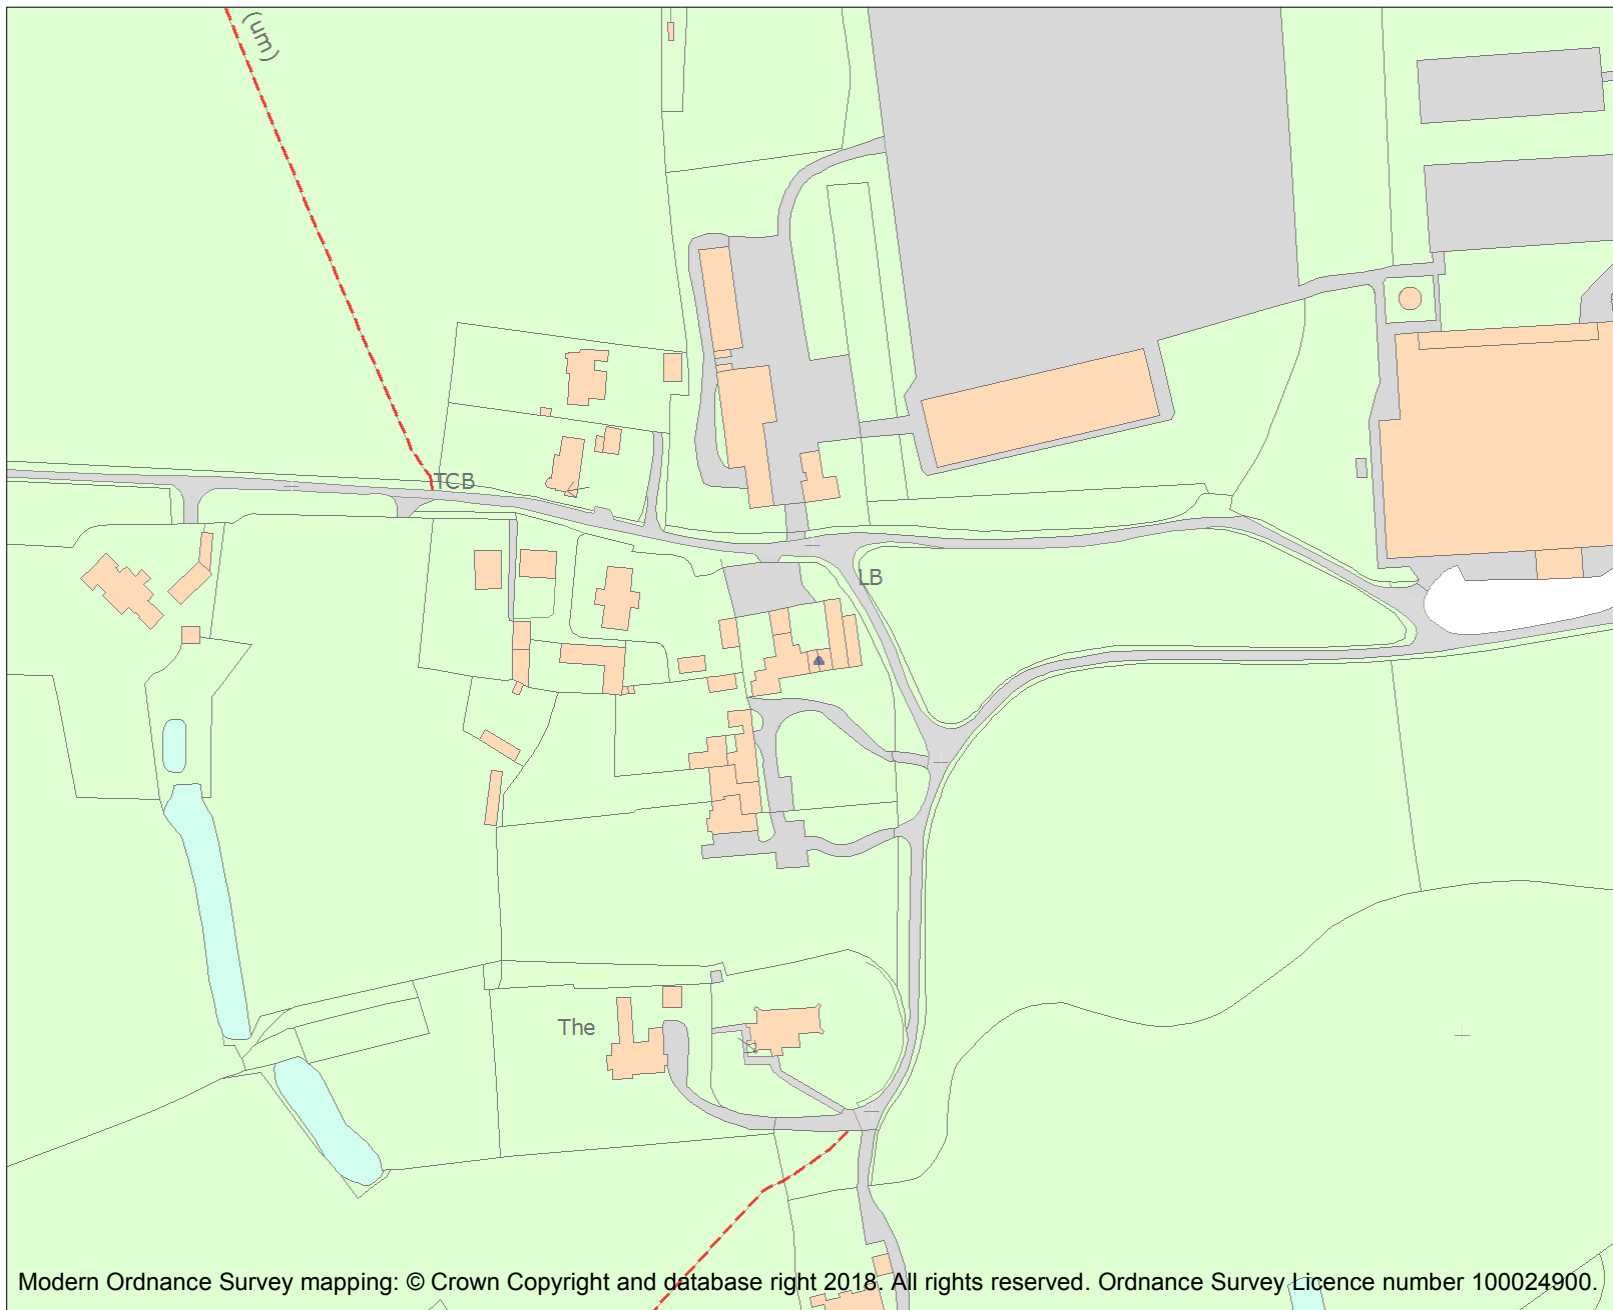 (um)
TCB
LB
The
Modern Ordnance Survey mapping: © Crown Copyright and database right 2018. All rights reserved. Ordnance Survey Licence number 100024900.